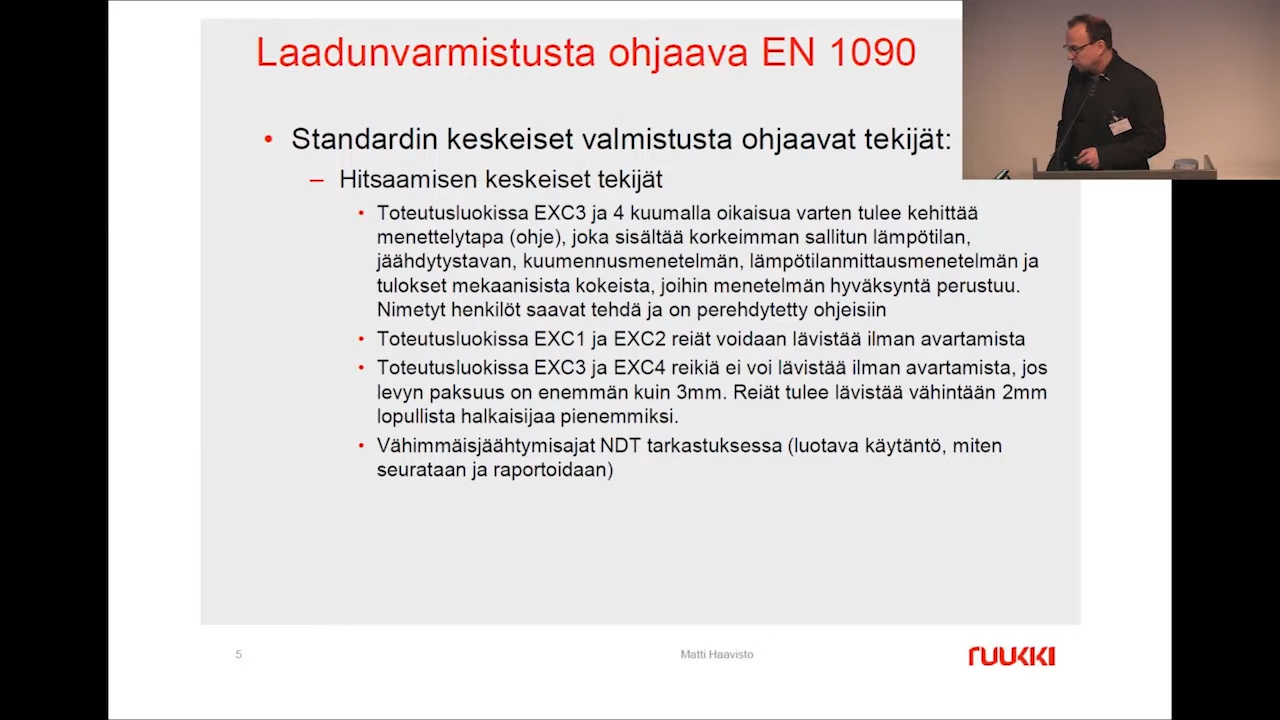 Laadunvarmistusta ohjaava EN 1090
• Standardin keskeiset valmistusta ohjaavat tekijät:
– Hitsaamisen keskeiset tekijät
• Toteutusluokissa EXC3 ja 4 kuumalla oikaisua varten tulee kehittää
menettelytapa (ohje), joka sisältää korkeimman sallitun lämpötilan,
jäähdytystavan, kuumennusmenetelmän, lämpötilanmittausmenetelmän ja
tulokset mekaanisista kokeista, joihin menetelmän hyväksyntä perustuu.
Nimetyt henkilöt saavat tehdä ja on perehdytetty ohjeisiin
• Toteutusluokissa EXC1 ja EXC2 reiät voidaan lävistää ilman avartamista
• Toteutusluokissa EXC3 ja EXC4 reikiä ei voi lävistää ilman avartamista, jos
levyn paksuus on enemmän kuin 3mm. Reiät tulee lävistää vähintään 2mm
lopullista halkaisijaa pienemmiksi.
• Vähimmäisjäähtymisajat NDT tarkastuksessa (luotava käytäntö, miten
seurataan ja raportoidaan)
5
Matti Haavisto
RUUKKI